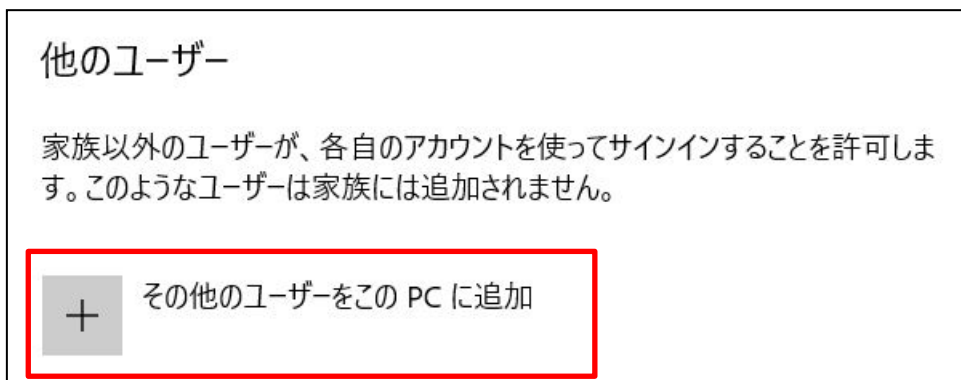 他のユーザー
家族以外のユーザーが、各自のアカウントを使ってサインインすることを許可しま
す。このようなユーザーは家族には追加されません。
その他のユーザーをこの PC に追加